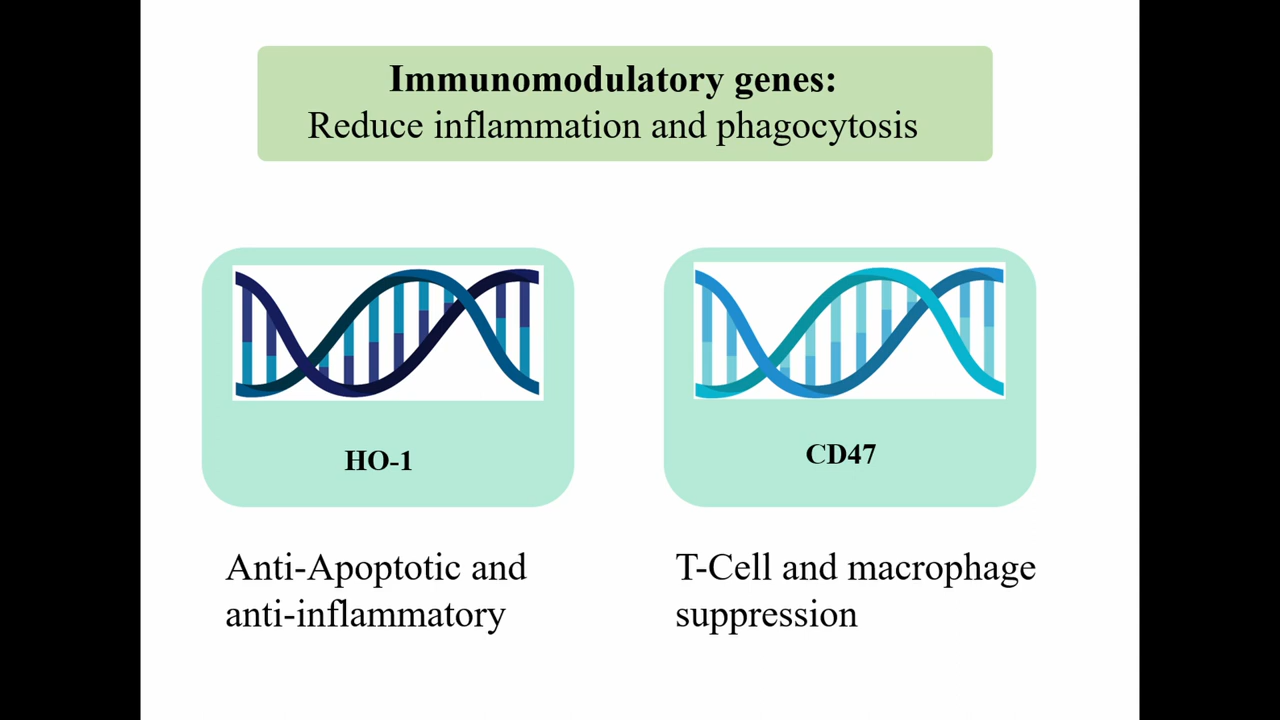 Immunomodulatory genes:
Reduce inflammation and phagocytosis
HO-1
CD47
Anti-Apoptotic and
anti-inflammatory
T-Cell and macrophage
suppression